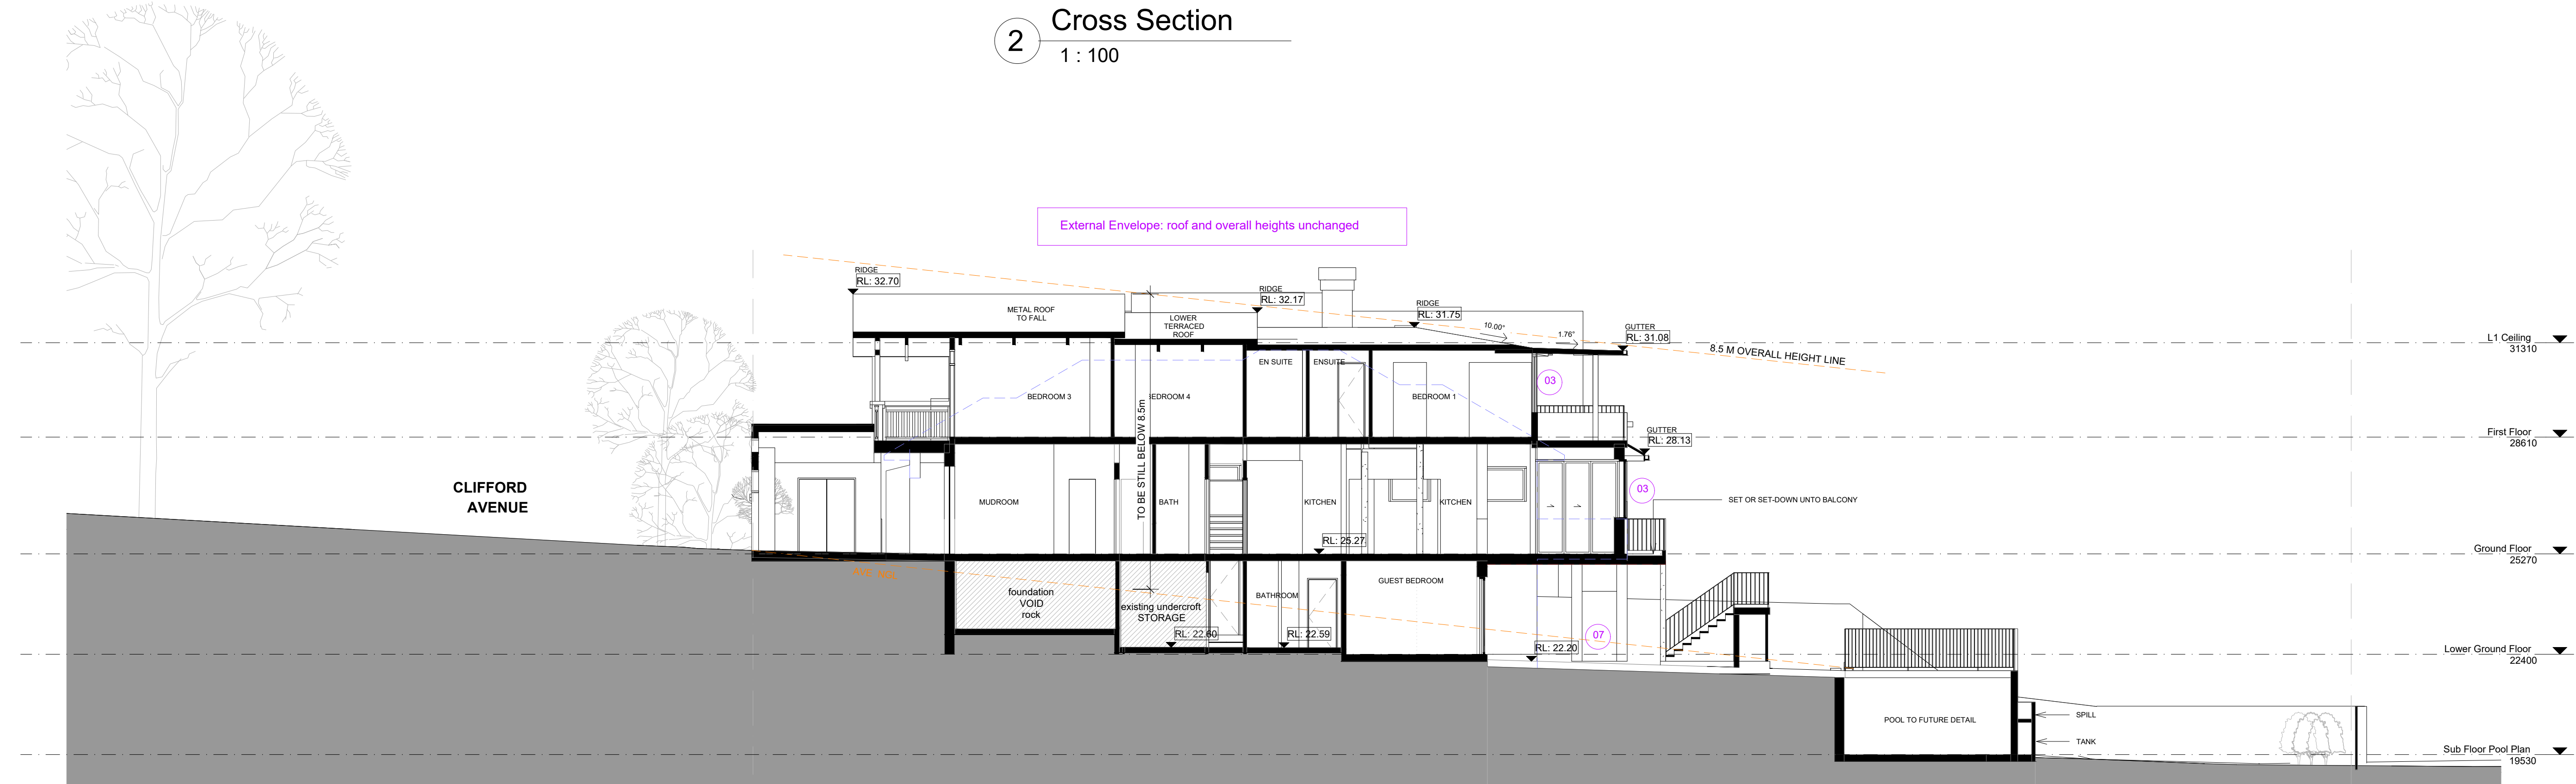 2
Cross Section
1 : 100
External Envelope: roof and overall heights unchanged
RIDGE
RL: 32.70
METAL ROOF
TO FALL
LOWER
TERRACED
ROOF
RIDGE
RL: 32.17
RIDGE
RL: 31.75
10.00°
1.76°
GUTTER
RL: 31.08
8.5 M OVERALL HEIGHT LINE
L1 Ceiling
31310
EN SUITE
ENSUITE
BEDROOM 3
BEDROOM 4
BEDROOM 1
03
TO BE STILL BELOW 8.5m
GUTTER
RL: 28.13
First Floor
28610
CLIFFORD
AVENUE
MUDROOM
BATH
KITCHEN
KITCHEN
03
SET OR SET-DOWN UNTO BALCONY
RL: 25.27
Ground Floor
25270
foundation
VOID
rock
existing undercroft
STORAGE
BATHROOM
GUEST BEDROOM
RL: 22.60
RL: 22.59
07
RL: 22.20
Lower Ground Floor
22400
POOL TO FUTURE DETAIL
SPILL
TANK
Sub Floor Pool Plan
19530